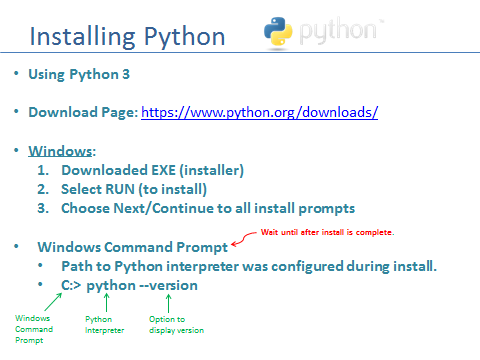 Installing Python
python™
• Using Python 3
• Download Page: https://www.python.org/downloads/
• Windows:
1. Downloaded EXE (installer)
2. Select RUN (to install)
3. Choose Next/Continue to all install prompts
Wait until after install is complete.
• Windows Command Prompt
• Path to Python interpreter was configured during install.
• C:> python --version
Windows
Command
Prompt
Python
Interpreter
Option to
display version